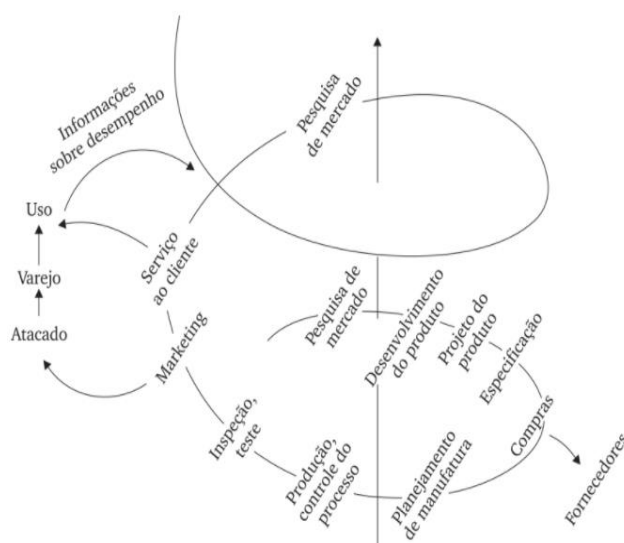 Informações
sobre desempenho
Pesquisa
de mercado
Uso
Varejo
Atacado
Serviço
ao cliente
Marketing
Pesquisa de
mercado
Desenvolvimento
do produto
Projeto do
produto
Especificação
Compras
Fornecedores
Planejamento
de manufatura
Produção,
controle do
processo
Inspeção,
teste